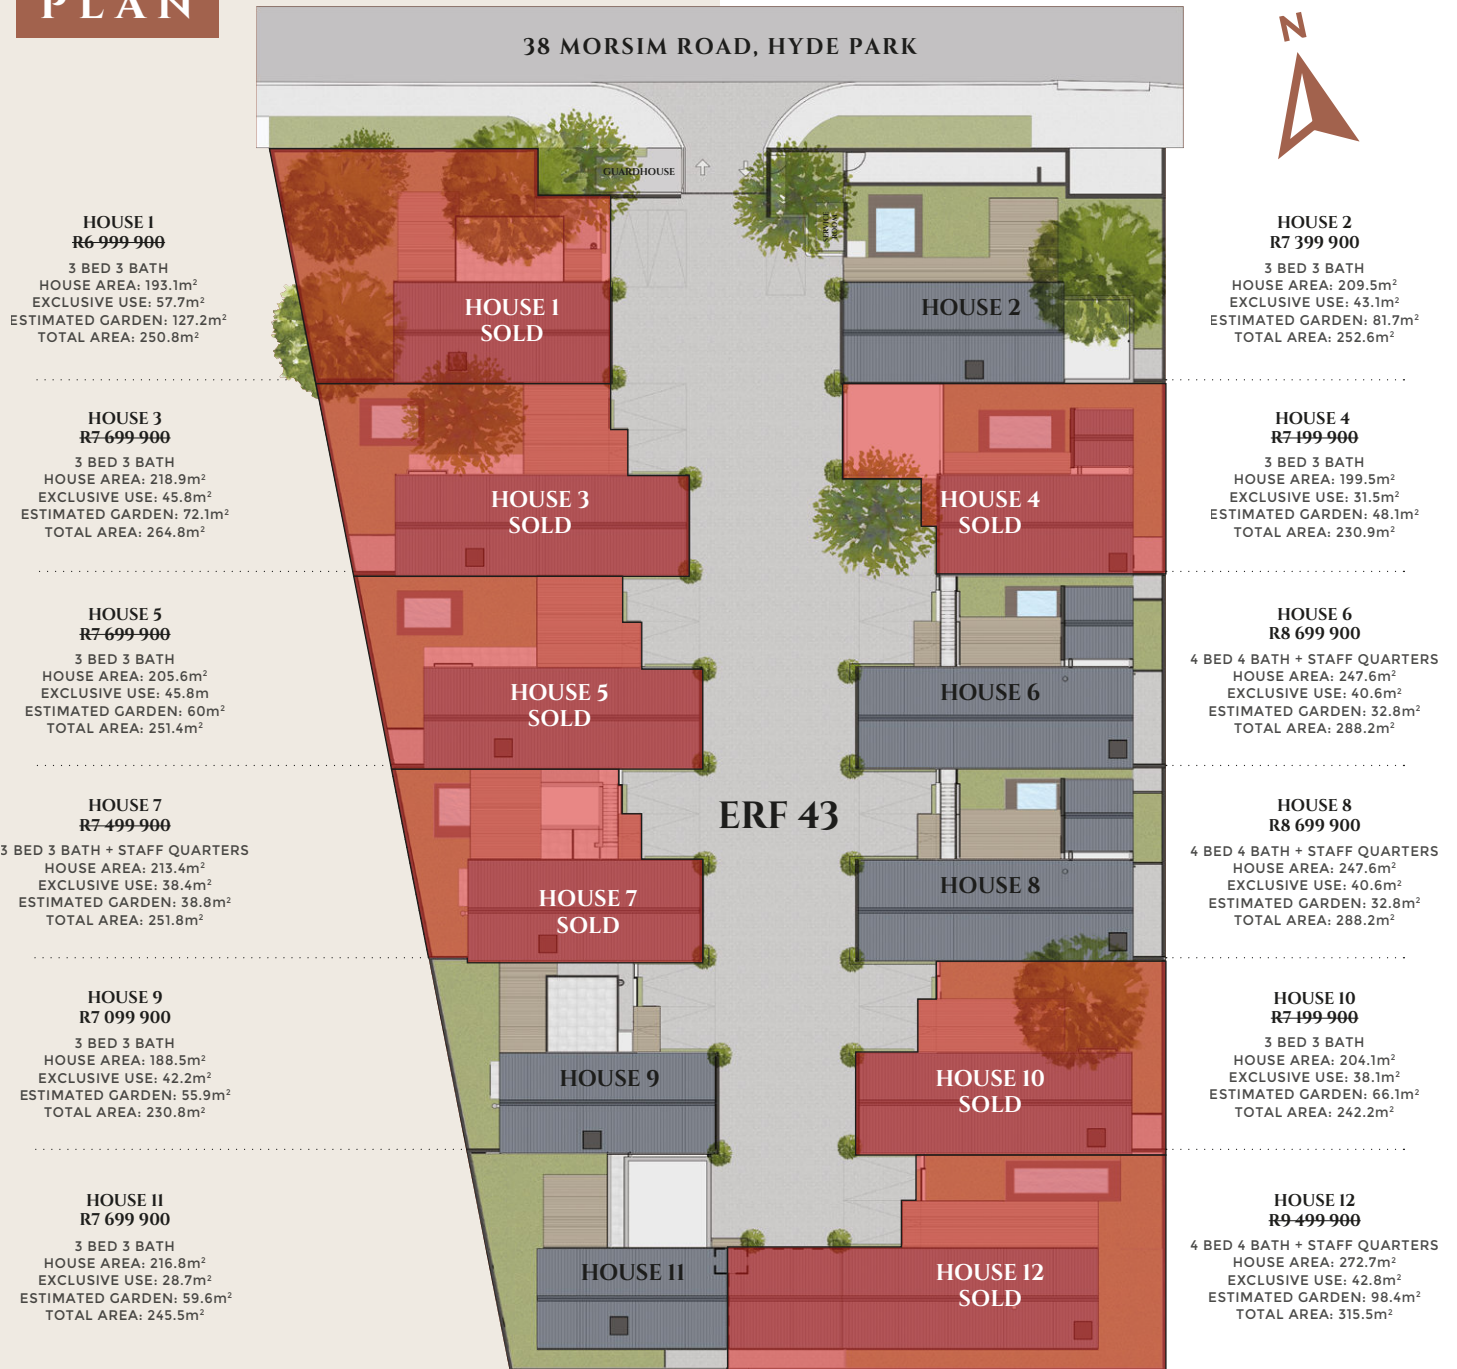 PLAN
38 MORSIM ROAD, HYDE PARK
N
GUARDHOUSE
HOUSE 1
R6 999 900
3 BED 3 BATH
HOUSE AREA: 193.1m²
EXCLUSIVE USE: 57.7m²
ESTIMATED GARDEN: 127.2m²
TOTAL AREA: 250.8m²
HOUSE 3
R7 699 900
3 BED 3 BATH
HOUSE AREA: 218.9m²
EXCLUSIVE USE: 45.8m²
ESTIMATED GARDEN: 72.1m²
TOTAL AREA: 264.8m²
HOUSE 5
R7 699 900
3 BED 3 BATH
HOUSE AREA: 205.6m²
EXCLUSIVE USE: 45.8m
ESTIMATED GARDEN: 60m²
TOTAL AREA: 251.4m²
HOUSE 7
R7 499 900
3 BED 3 BATH + STAFF QUARTERS
HOUSE AREA: 213.4m²
EXCLUSIVE USE: 38.4m²
ESTIMATED GARDEN: 38.8m²
TOTAL AREA: 251.8m²
HOUSE 9
R7 099 900
3 BED 3 BATH
HOUSE AREA: 188.5m²
EXCLUSIVE USE: 42.2m²
ESTIMATED GARDEN: 55.9m²
TOTAL AREA: 230.8m²
HOUSE 11
R7 699 900
3 BED 3 BATH
HOUSE AREA: 216.8m²
EXCLUSIVE USE: 28.7m²
ESTIMATED GARDEN: 59.6m²
TOTAL AREA: 245.5m²
HOUSE 1
SOLD
HOUSE 3
SOLD
HOUSE 5
SOLD
HOUSE 7
SOLD
HOUSE 9
HOUSE 11
ERF 43
SERVICE
ROOM
HOUSE 2
HOUSE 4
SOLD
HOUSE 6
HOUSE 8
HOUSE 10
SOLD
HOUSE 12
SOLD
HOUSE 2
R7 399 900
3 BED 3 BATH
HOUSE AREA: 209.5m²
EXCLUSIVE USE: 43.1m²
ESTIMATED GARDEN: 81.7m²
TOTAL AREA: 252.6m²
HOUSE 4
R7 199 900
3 BED 3 BATH
HOUSE AREA: 199.5m²
EXCLUSIVE USE: 31.5m²
ESTIMATED GARDEN: 48.1m²
TOTAL AREA: 230.9m²
HOUSE 6
R8 699 900
4 BED 4 BATH + STAFF QUARTERS
HOUSE AREA: 247.6m²
EXCLUSIVE USE: 40.6m²
ESTIMATED GARDEN: 32.8m²
TOTAL AREA: 288.2m²
HOUSE 8
R8 699 900
4 BED 4 BATH + STAFF QUARTERS
HOUSE AREA: 247.6m²
EXCLUSIVE USE: 40.6m²
ESTIMATED GARDEN: 32.8m²
TOTAL AREA: 288.2m²
HOUSE 10
R7 199 900
3 BED 3 BATH
HOUSE AREA: 204.1m²
EXCLUSIVE USE: 38.1m²
ESTIMATED GARDEN: 66.1m²
TOTAL AREA: 242.2m²
HOUSE 12
R9 499 900
4 BED 4 BATH + STAFF QUARTERS
HOUSE AREA: 272.7m²
EXCLUSIVE USE: 42.8m²
ESTIMATED GARDEN: 98.4m²
TOTAL AREA: 315.5m²